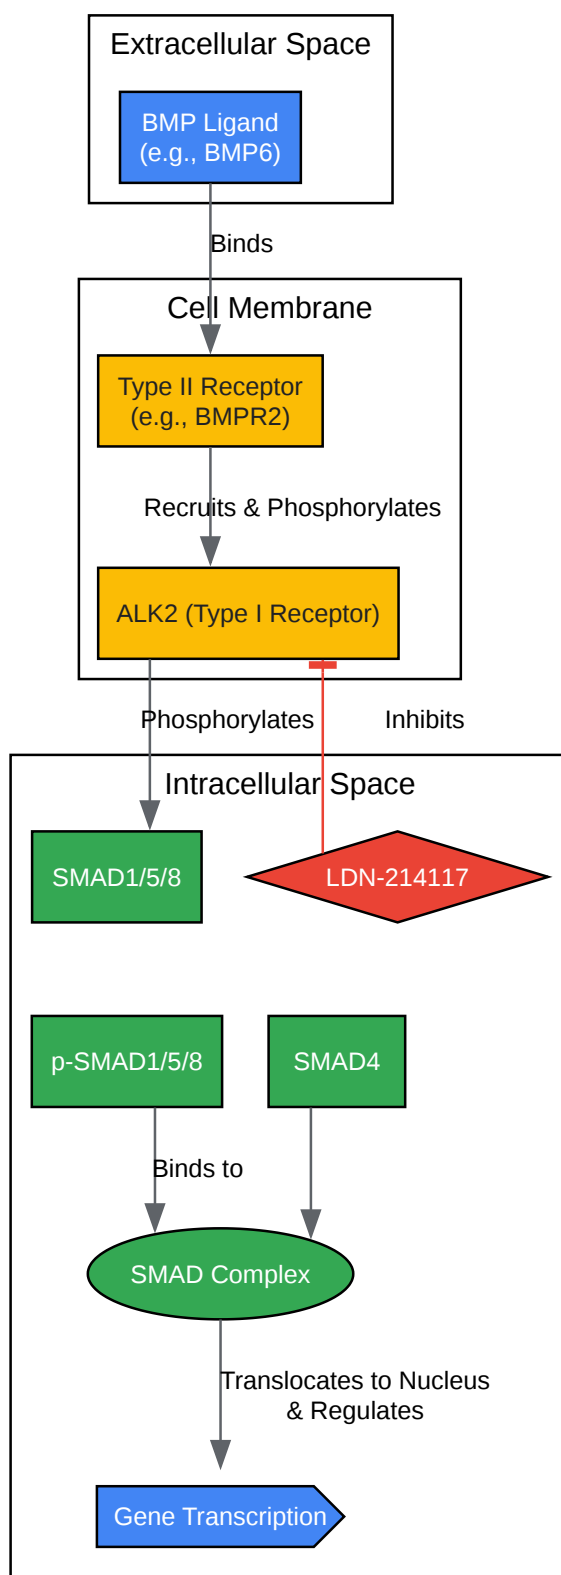 Extracellular Space
BMP Ligand
(e.g., BMP6)
Binds
Cell Membrane
Type II Receptor
(e.g., BMPR2)
Recruits & Phosphorylates
ALK2 (Type I Receptor)
Phosphorylates
Inhibits
Intracellular Space
SMAD1/5/8
LDN-214117
p-SMAD1/5/8
SMAD4
Binds to
SMAD Complex
Translocates to Nucleus
& Regulates
Gene Transcription